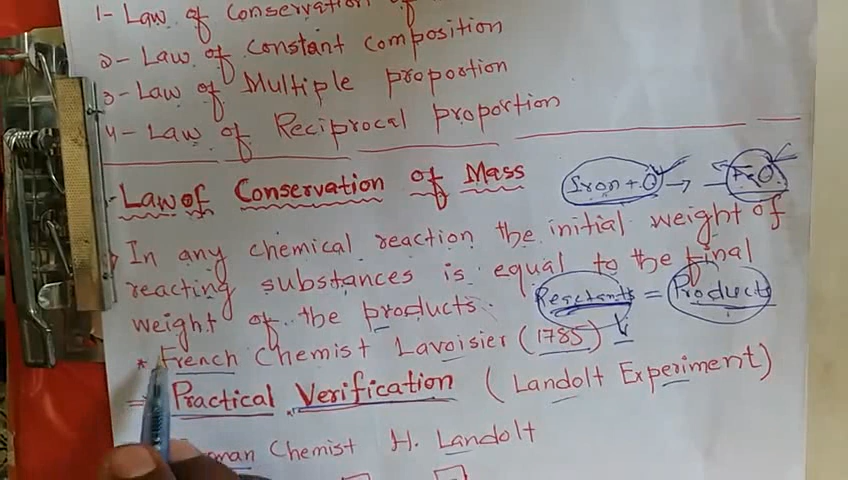 1- Law of Conservation of
2- Law of Constant composition
3- Law of Multiple proportion
4- Law of Reciprocal proportion
Law of Conservation of Mass
Iron + O → FeO
In any chemical reaction the initial weight of
reacting substances is equal to the final
weight of the products.
Reactants = Products
* French Chemist Lavoisier (1785)
⇒ Practical Verification (Landolt Experiment)
Chemist H. Landolt